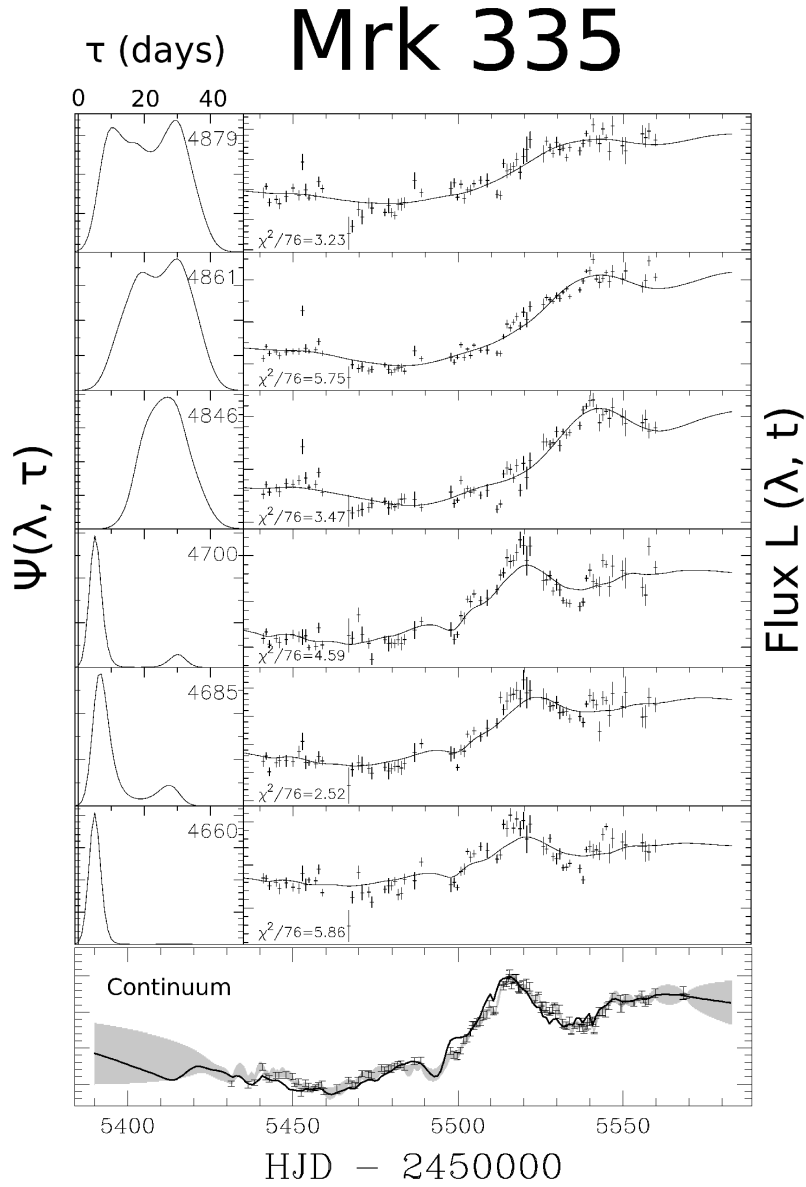 Mrk 335
τ (days)
0 20 40
4879
χ²/76=3.23
4861
χ²/76=5.75
4846
χ²/76=3.47
4700
χ²/76=4.59
4685
χ²/76=2.52
4660
χ²/76=5.86
Ψ(λ, τ)
Flux L (λ, t)
Continuum
5400 5450 5500 5550
HJD − 2450000